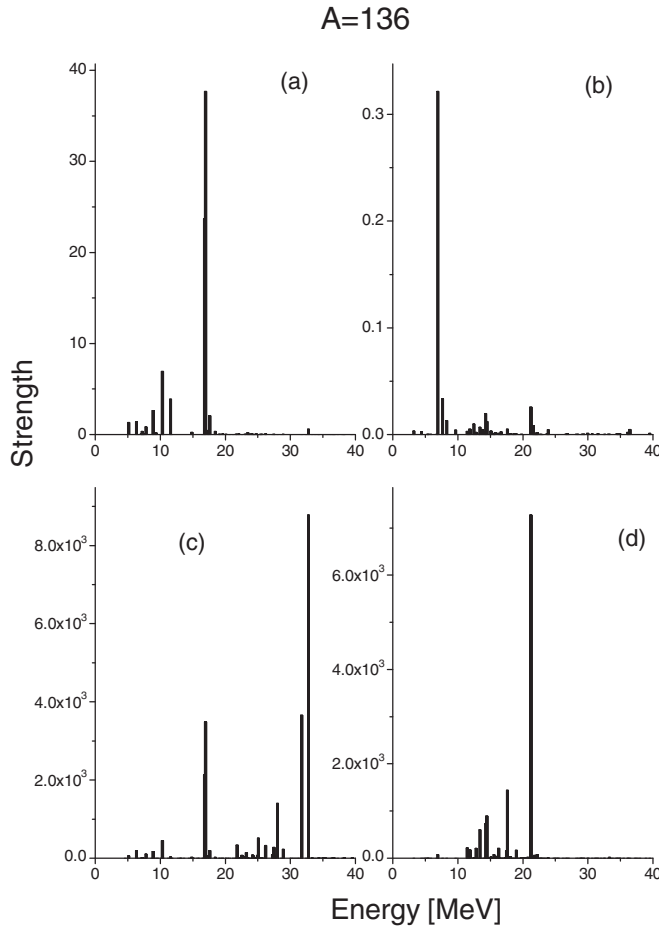 A=136
Strength
(a)
40
30
20
10
0
0 10 20 30 40
(b)
0.3
0.2
0.1
0.0
0 10 20 30 40
(c)
8.0x10³
6.0x10³
4.0x10³
2.0x10³
0.0
0 10 20 30 40
(d)
6.0x10³
4.0x10³
2.0x10³
0.0
0 10 20 30 40
Energy [MeV]